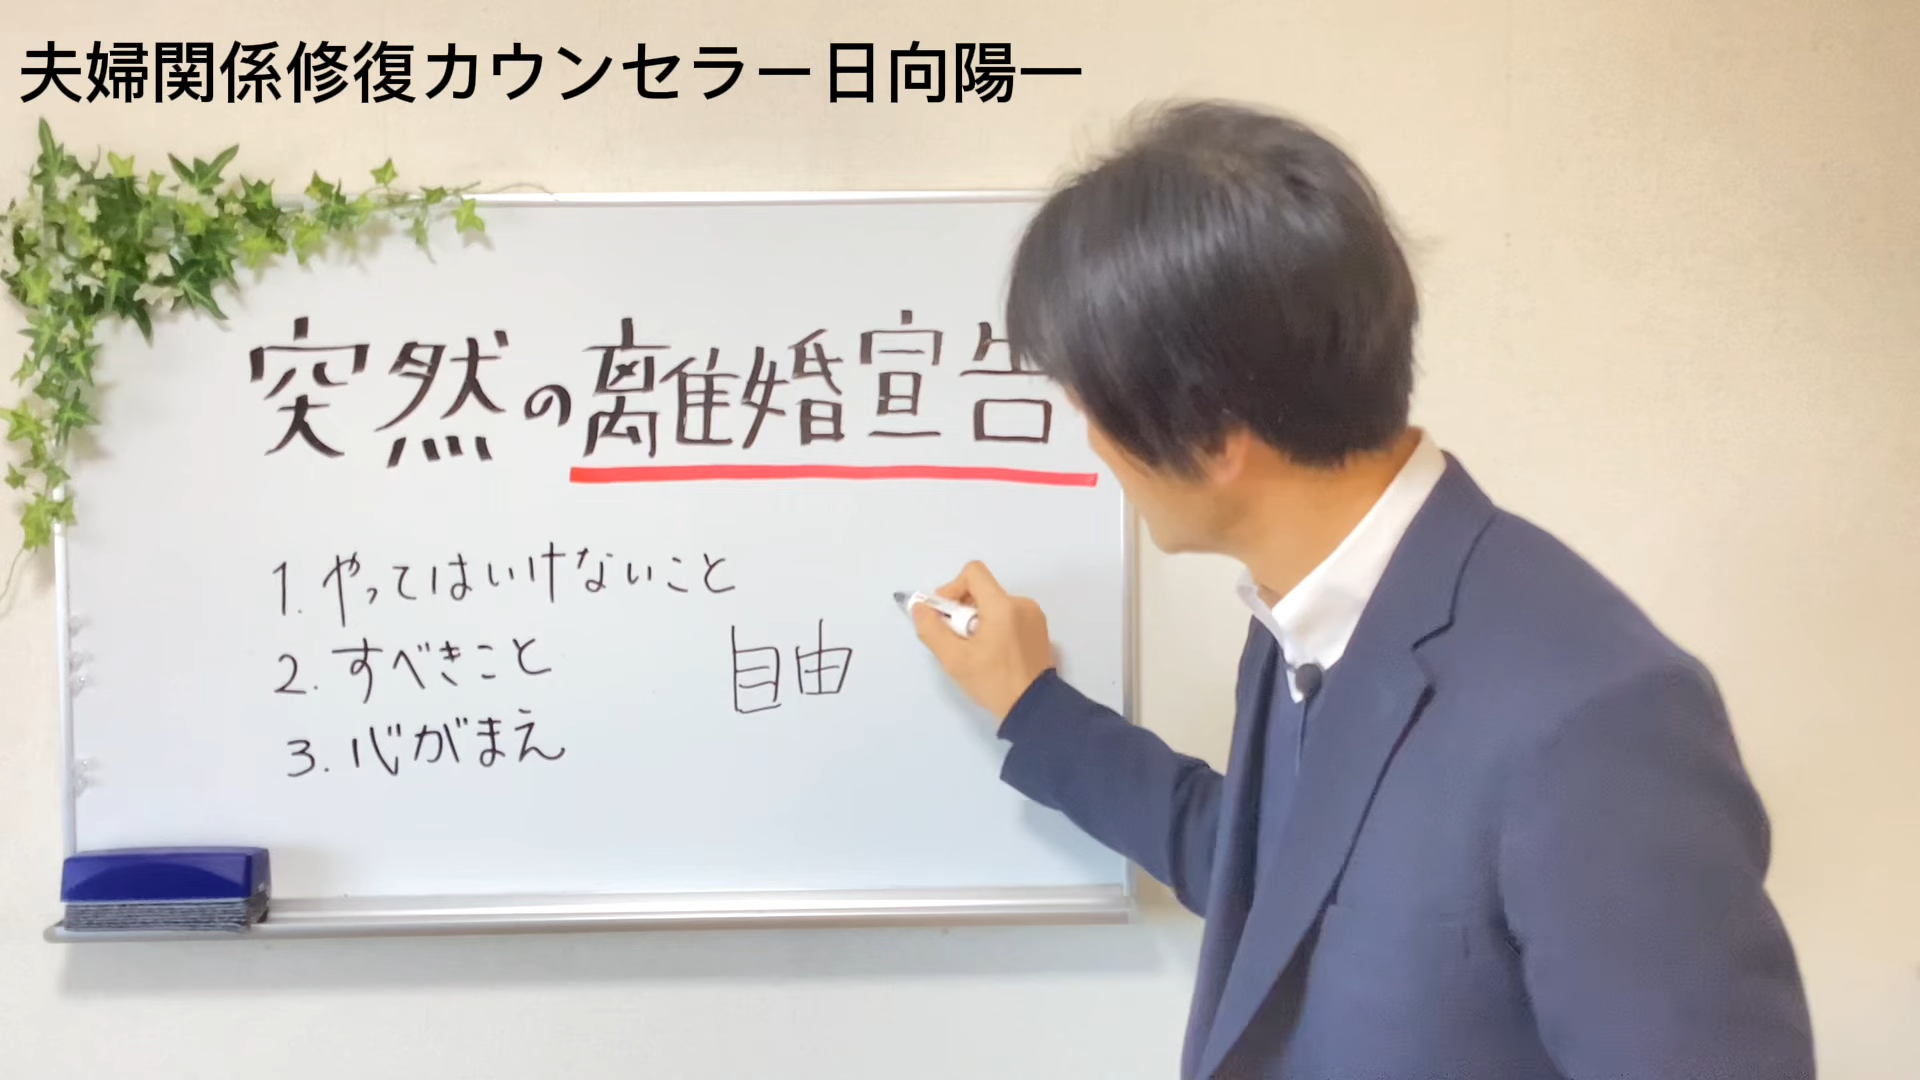 夫婦関係修復カウンセラー日向陽一
突然の離婚宣告
1. やってはいけないこと
2. すべきこと
自由
3. 心がまえ